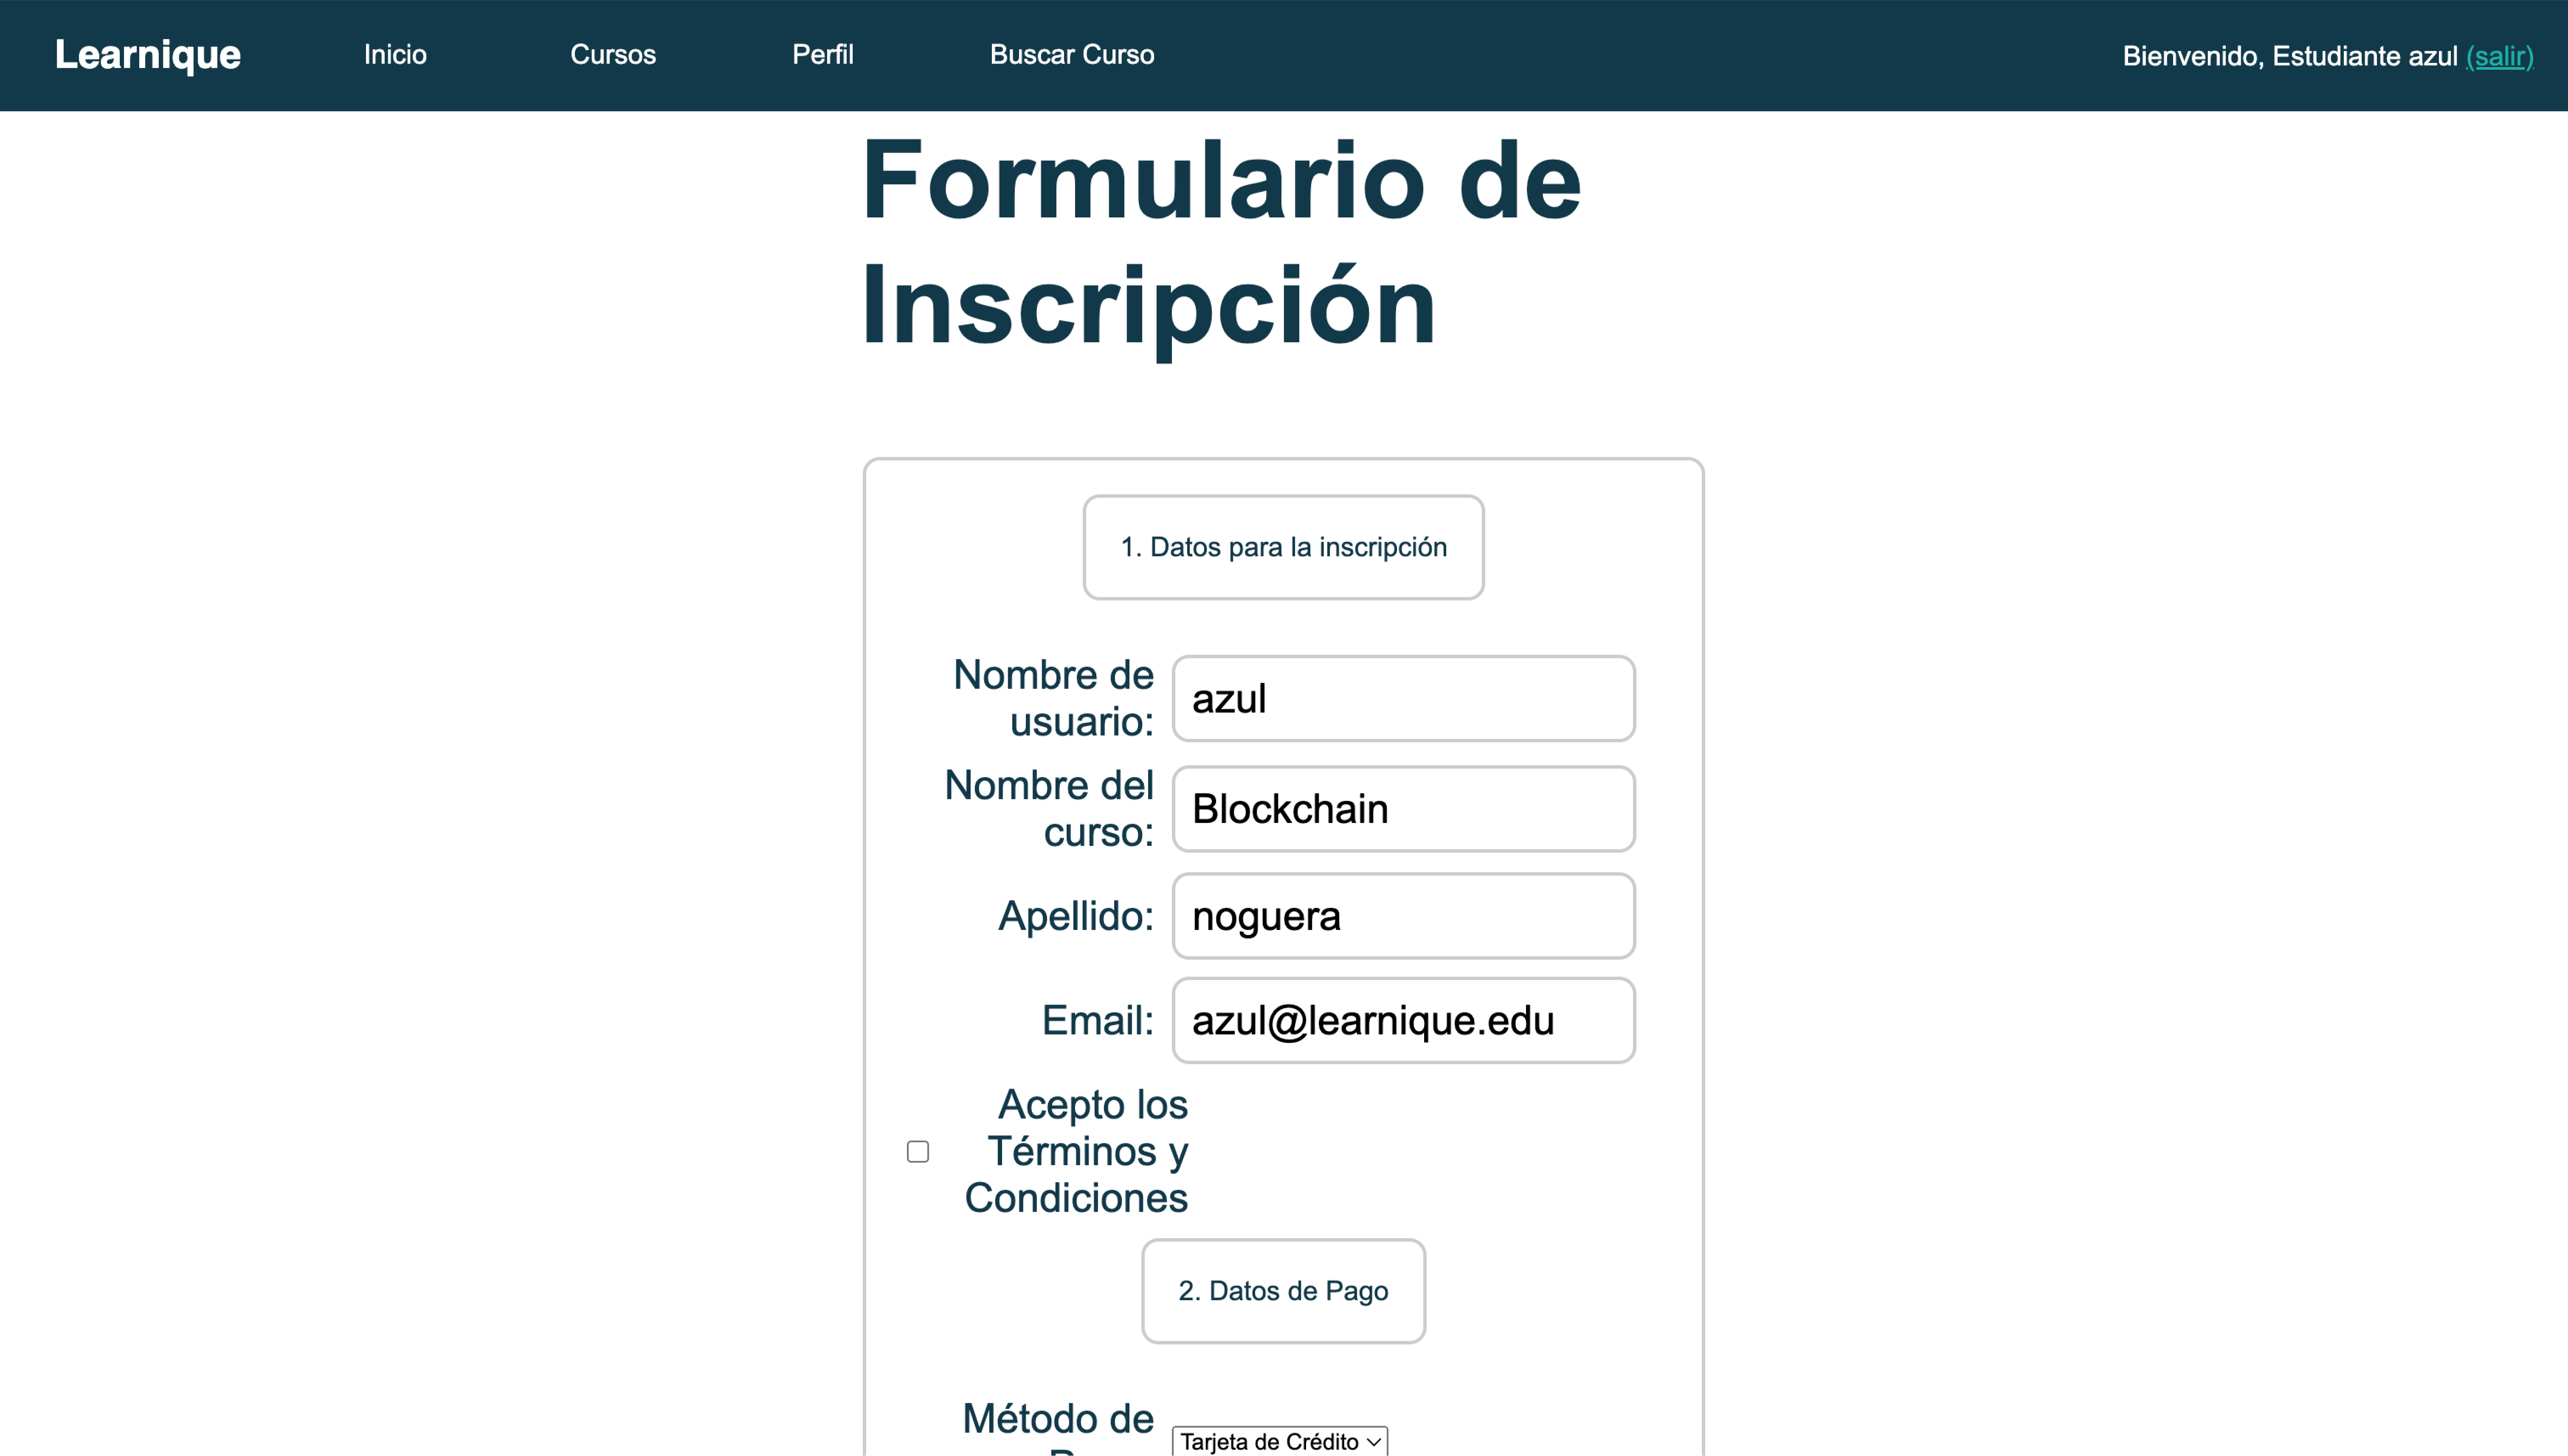 Learnique Inicio Cursos Perfil Buscar Curso Bienvenido, Estudiante azul (salir)
Formulario de
Inscripción
1. Datos para la inscripción
Nombre de
usuario:
azul
Nombre del
curso:
Blockchain
Apellido:
noguera
Email:
azul@learnique.edu
Acepto los
Términos y
Condiciones
2. Datos de Pago
Método de
Tarjeta de Crédito